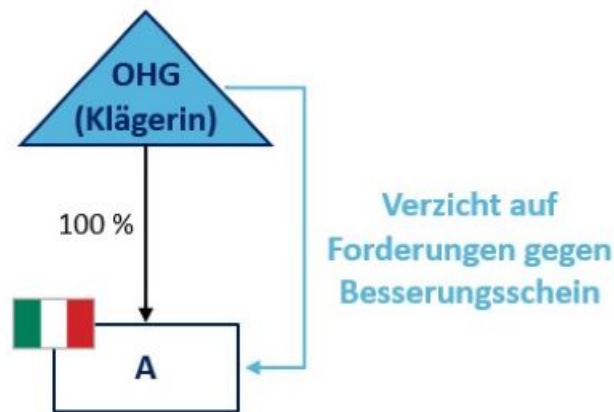 OHG
(Klägerin)
100 %
Verzicht auf
Forderungen gegen
Besserungsschein
A